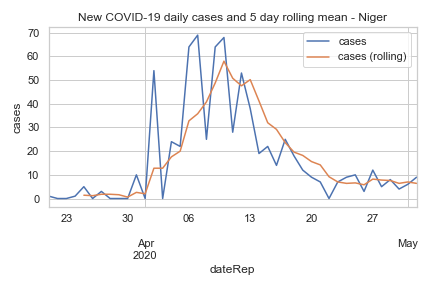 New COVID-19 daily cases and 5 day rolling mean - Niger
cases
cases (rolling)
70
60
50
40
30
20
10
0
cases
23
30
06
13
20
27
Apr
2020
May
dateRep